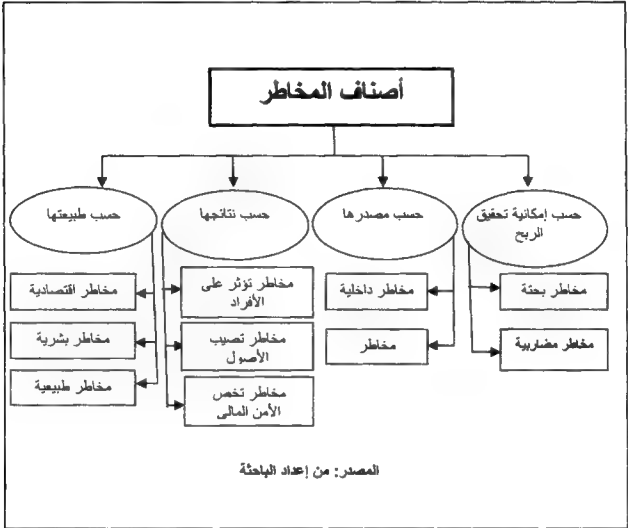 أصناف المخاطر
حسب إمكانية تحقيق
الربح
حسب مصدرها
حسب نتائجها
حسب طبيعتها
مخاطر بحتة
مخاطر مضاربية
مخاطر داخلية
مخاطر
مخاطر تؤثر على
الأفراد
مخاطر تصيب
الأصول
مخاطر تخص
الأمن المالي
مخاطر اقتصادية
مخاطر بشرية
مخاطر طبيعية
المصدر: من إعداد الباحثة